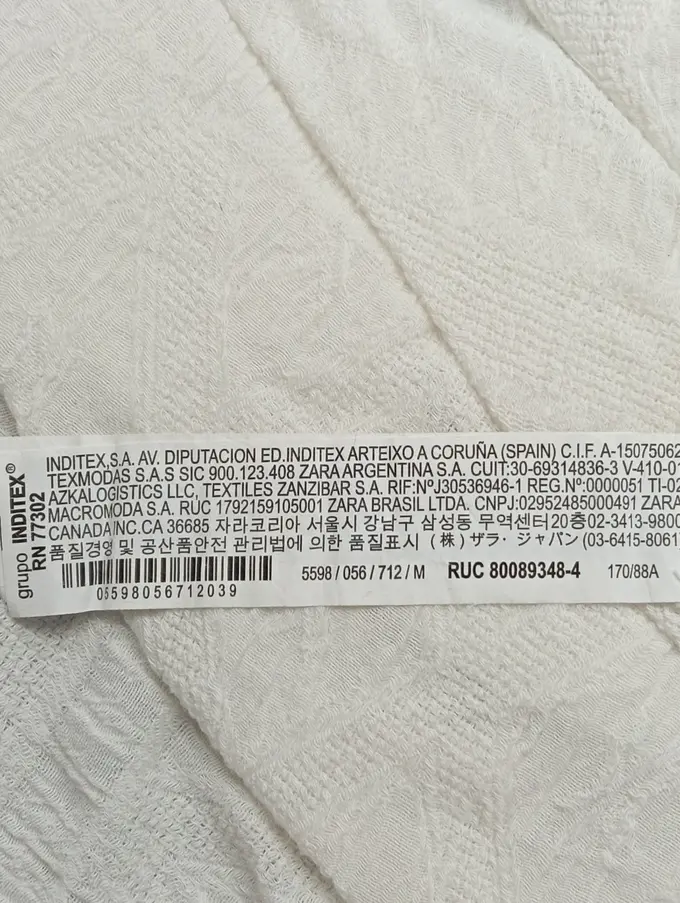 grupo INDITEX®
RN 77302
INDITEX,S.A. AV. DIPUTACION ED.INDITEX ARTEIXO A CORUÑA (SPAIN) C.I.F. A-15075062
TEXMODAS S.A.S SIC 900.123.408 ZARA ARGENTINA S.A. CUIT:30-69314836-3 V-410-01
AZKALOGISTICS LLC, TEXTILES ZANZIBAR S.A. RIF:NºJ30536946-1 REG.Nº:0000051 TI-02
MACROMODA S.A. RUC 1792159105001 ZARA BRASIL LTDA. CNPJ:02952485000491 ZARA
CANADA INC.CA 36685 자라코리아 서울시 강남구 삼성동 무역센터 20층02-3413-9800
품질경영 및 공산품안전 관리법에 의한 품질표시 (株) ザラ・ジャパン (03-6415-8061
05598056712039
5598 / 056 / 712 / M RUC 80089348-4 170/88A